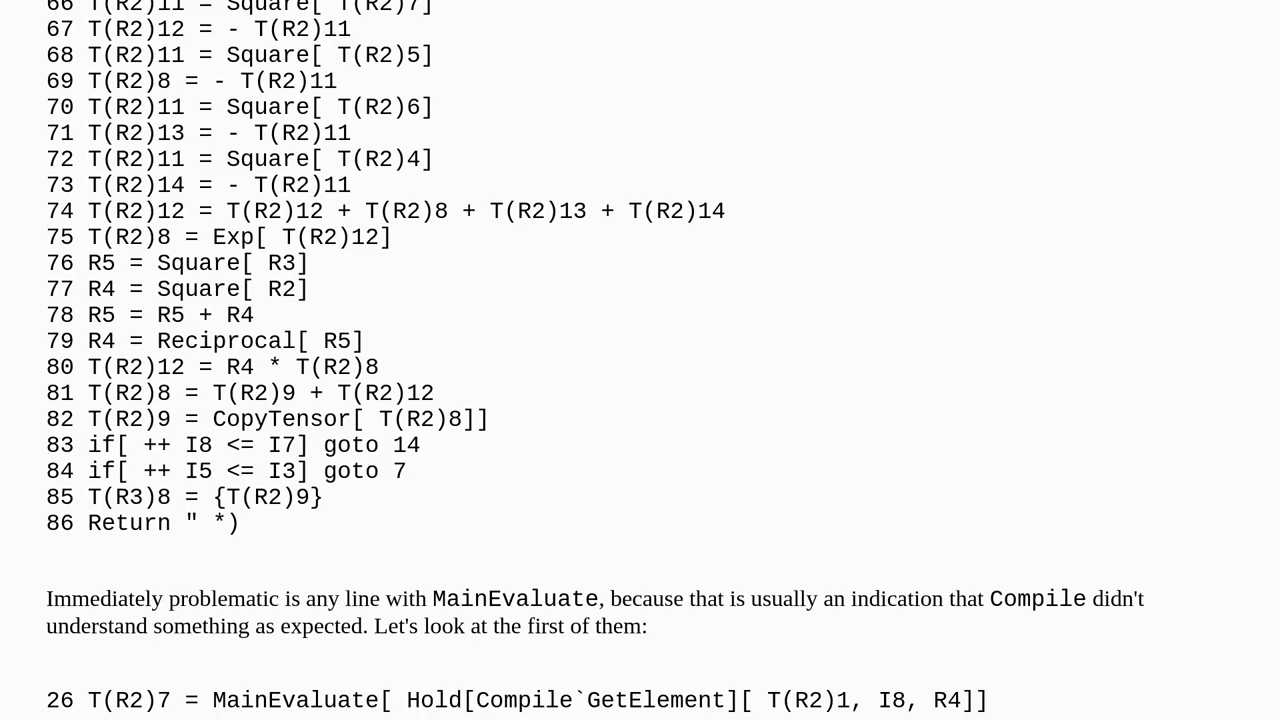 66 T(R2)11 = Square[ T(R2)7]
67 T(R2)12 = - T(R2)11
68 T(R2)11 = Square[ T(R2)5]
69 T(R2)8 = - T(R2)11
70 T(R2)11 = Square[ T(R2)6]
71 T(R2)13 = - T(R2)11
72 T(R2)11 = Square[ T(R2)4]
73 T(R2)14 = - T(R2)11
74 T(R2)12 = T(R2)12 + T(R2)8 + T(R2)13 + T(R2)14
75 T(R2)8 = Exp[ T(R2)12]
76 R5 = Square[ R3]
77 R4 = Square[ R2]
78 R5 = R5 + R4
79 R4 = Reciprocal[ R5]
80 T(R2)12 = R4 * T(R2)8
81 T(R2)8 = T(R2)9 + T(R2)12
82 T(R2)9 = CopyTensor[ T(R2)8]]
83 if[ ++ I8 <= I7] goto 14
84 if[ ++ I5 <= I3] goto 7
85 T(R3)8 = {T(R2)9}
86 Return " *)
Immediately problematic is any line with MainEvaluate, because that is usually an indication that Compile didn't
understand something as expected. Let's look at the first of them:
26 T(R2)7 = MainEvaluate[ Hold[Compile`GetElement][ T(R2)1, I8, R4]]